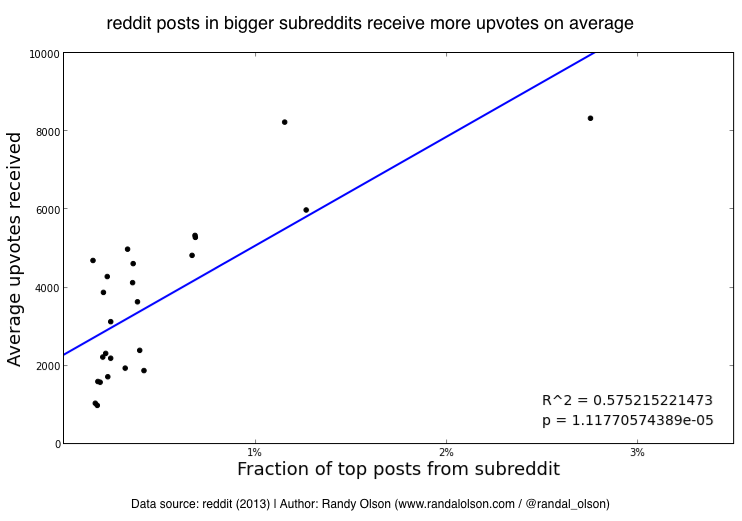 reddit posts in bigger subreddits receive more upvotes on average
10000
8000
6000
4000
2000
0
Average upvotes received
R^2 = 0.575215221473
p = 1.11770574389e-05
1%
2%
3%
Fraction of top posts from subreddit
Data source: reddit (2013) | Author: Randy Olson (www.randalolson.com / @randal_olson)